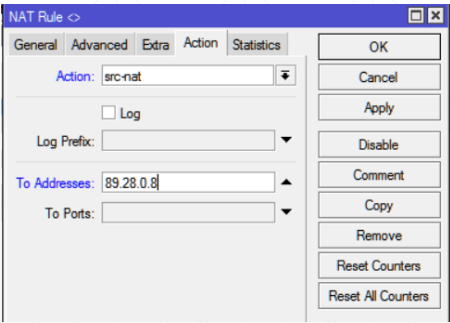 NAT Rule <>
General Advanced Extra Action Statistics
Action: src-nat
Log
Log Prefix:
To Addresses: 89.28.0.8
To Ports:
OK
Cancel
Apply
Disable
Comment
Copy
Remove
Reset Counters
Reset All Counters